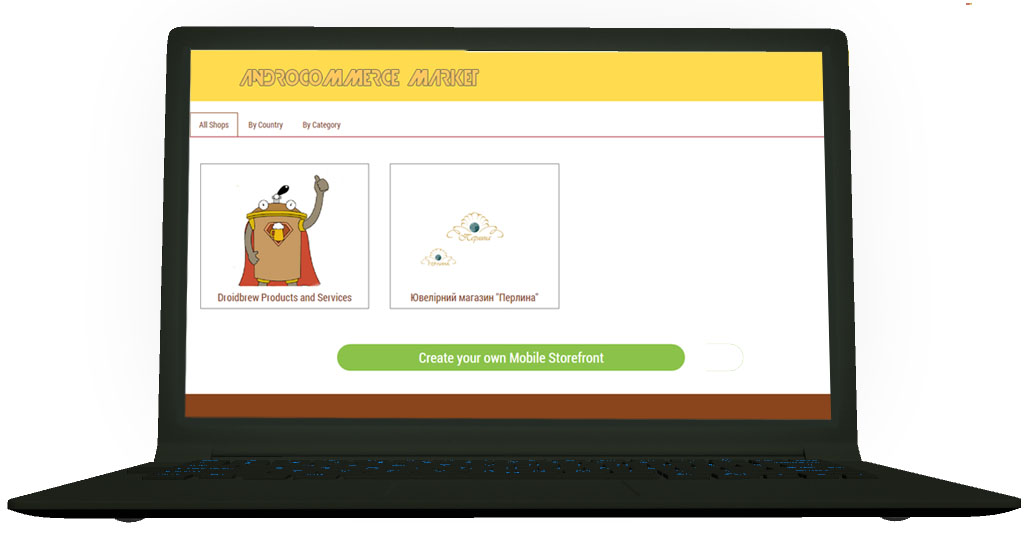 ANDROCOMMERCE MARKET
All Shops By Country By Category
Перлина
Перлина
Droidbrew Products and Services Ювелірний магазин "Перлина"
Create your own Mobile Storefront